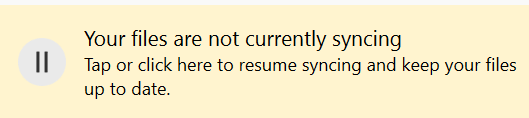 Your files are not currently syncing
Tap or click here to resume syncing and keep your files
up to date.